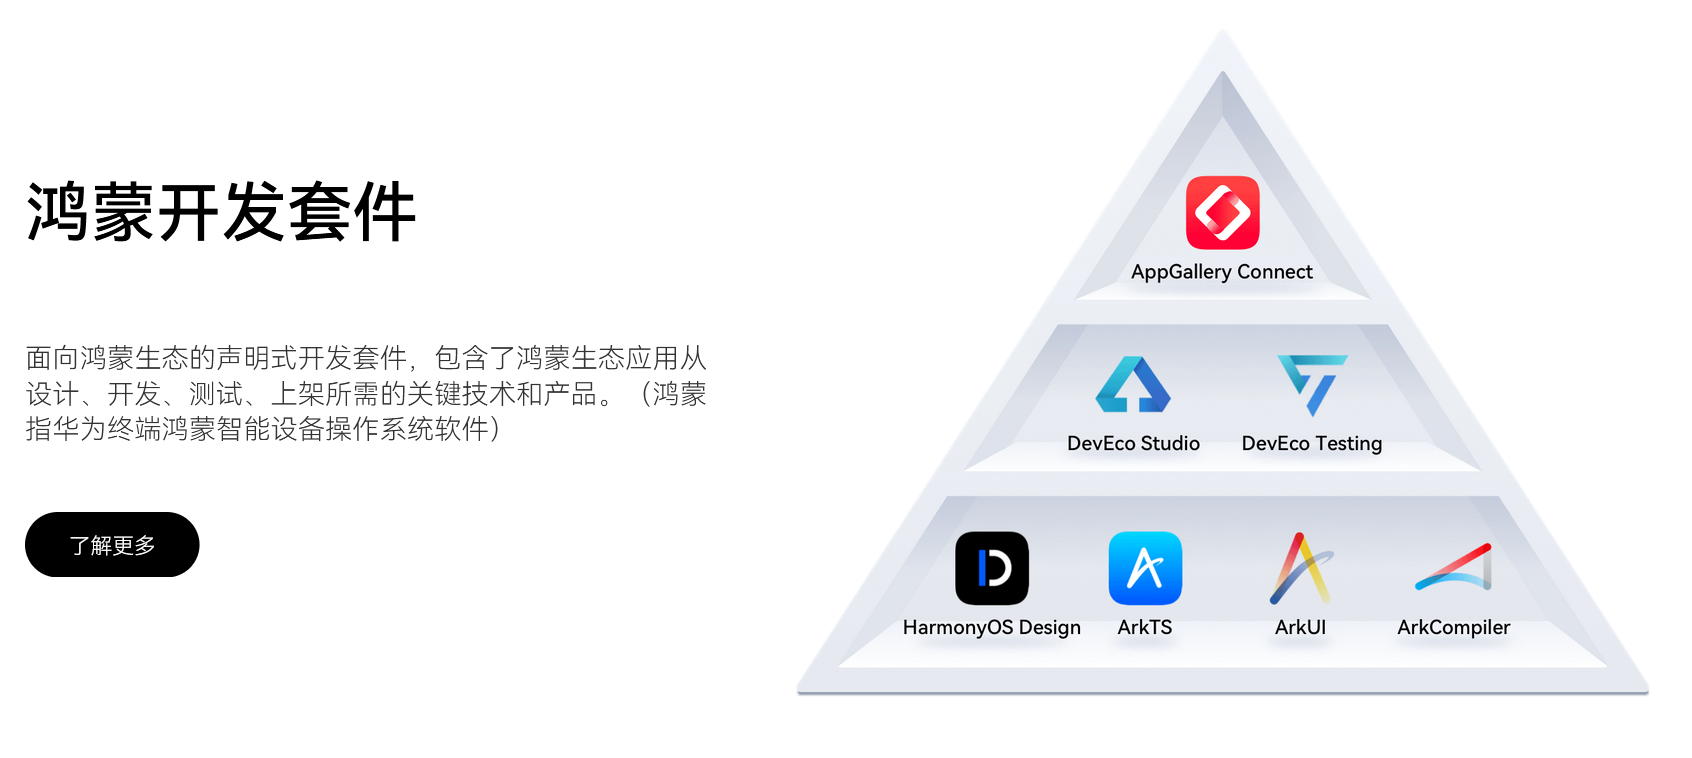 鸿蒙开发套件
面向鸿蒙生态的声明式开发套件，包含了鸿蒙生态应用从
设计、开发、测试、上架所需的关键技术和产品。（鸿蒙
指华为终端鸿蒙智能设备操作系统软件）
了解更多
AppGallery Connect
DevEco Studio
DevEco Testing
HarmonyOS Design
ArkTS
ArkUI
ArkCompiler